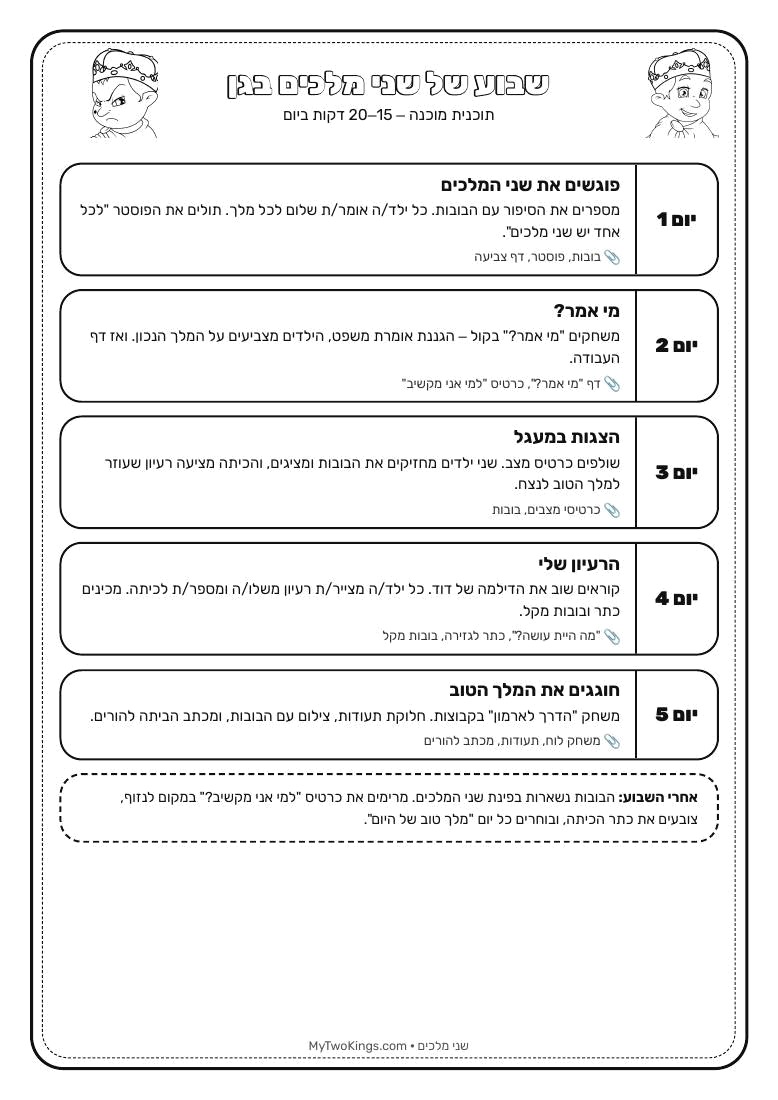 שבוע של שני מלכים בגן
תוכנית מוכנה – 15–20 דקות ביום
יום 1
פוגשים את שני המלכים
מספרים את הסיפור עם הבובות. כל ילד/ה אומר/ת שלום לכל מלך. תולים את הפוסטר "לכל
אחד יש שני מלכים".
📎 בובות, פוסטר, דף צביעה
יום 2
מי אמר?
משחקים "מי אמר?" בקול – הגננת אומרת משפט, הילדים מצביעים על המלך הנכון. ואז דף
העבודה.
📎 דף "מי אמר?", כרטיס "למי אני מקשיב"
יום 3
הצגות במעגל
שולפים כרטיס מצב. שני ילדים מחזיקים את הבובות ומציגים, והכיתה מציעה רעיון שעוזר
למלך הטוב לנצח.
📎 כרטיסי מצבים, בובות
יום 4
הרעיון שלי
קוראים שוב את הדילמה של דוד. כל ילד/ה מצייר/ת רעיון משלו/ה ומספר/ת לכיתה. מכינים
כתר ובובות מקל.
📎 "מה היית עושה?", כתר לגזירה, בובות מקל
יום 5
חוגגים את המלך הטוב
משחק "הדרך לארמון" בקבוצות. חלוקת תעודות, צילום עם הבובות, ומכתב הביתה להורים.
📎 משחק לוח, תעודות, מכתב להורים
אחרי השבוע: הבובות נשארות בפינת שני המלכים. מרימים את כרטיס "למי אני מקשיב?" במקום לנזוף,
צובעים את כתר הכיתה, ובוחרים כל יום "מלך טוב של היום".
שני מלכים • MyTwoKings.com